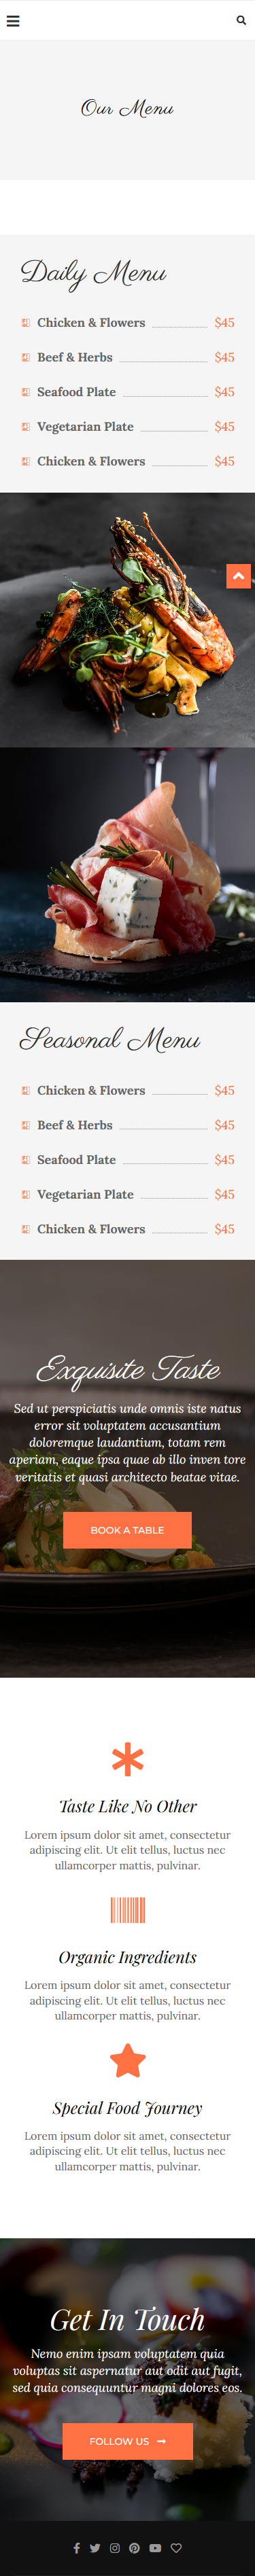 Our Menu
Daily Menu
Chicken & Flowers $45
Beef & Herbs $45
Seafood Plate $45
Vegetarian Plate $45
Chicken & Flowers $45
Seasonal Menu
Chicken & Flowers $45
Beef & Herbs $45
Seafood Plate $45
Vegetarian Plate $45
Chicken & Flowers $45
Exquisite Taste
Sed ut perspiciatis unde omnis iste natus
error sit voluptatem accusantium
doloremque laudantium, totam rem
aperiam, eaque ipsa quae ab illo inven tore
veritatis et quasi architecto beatae vitae.
BOOK A TABLE
Taste Like No Other
Lorem ipsum dolor sit amet, consectetur
adipiscing elit. Ut elit tellus, luctus nec
ullamcorper mattis, pulvinar.
Organic Ingredients
Lorem ipsum dolor sit amet, consectetur
adipiscing elit. Ut elit tellus, luctus nec
ullamcorper mattis, pulvinar.
Special Food Journey
Lorem ipsum dolor sit amet, consectetur
adipiscing elit. Ut elit tellus, luctus nec
ullamcorper mattis, pulvinar.
Get In Touch
Nemo enim ipsam voluptatem quia
voluptas sit aspernatur aut odit aut fugit,
sed quia consequuntur magni dolores eos.
FOLLOW US